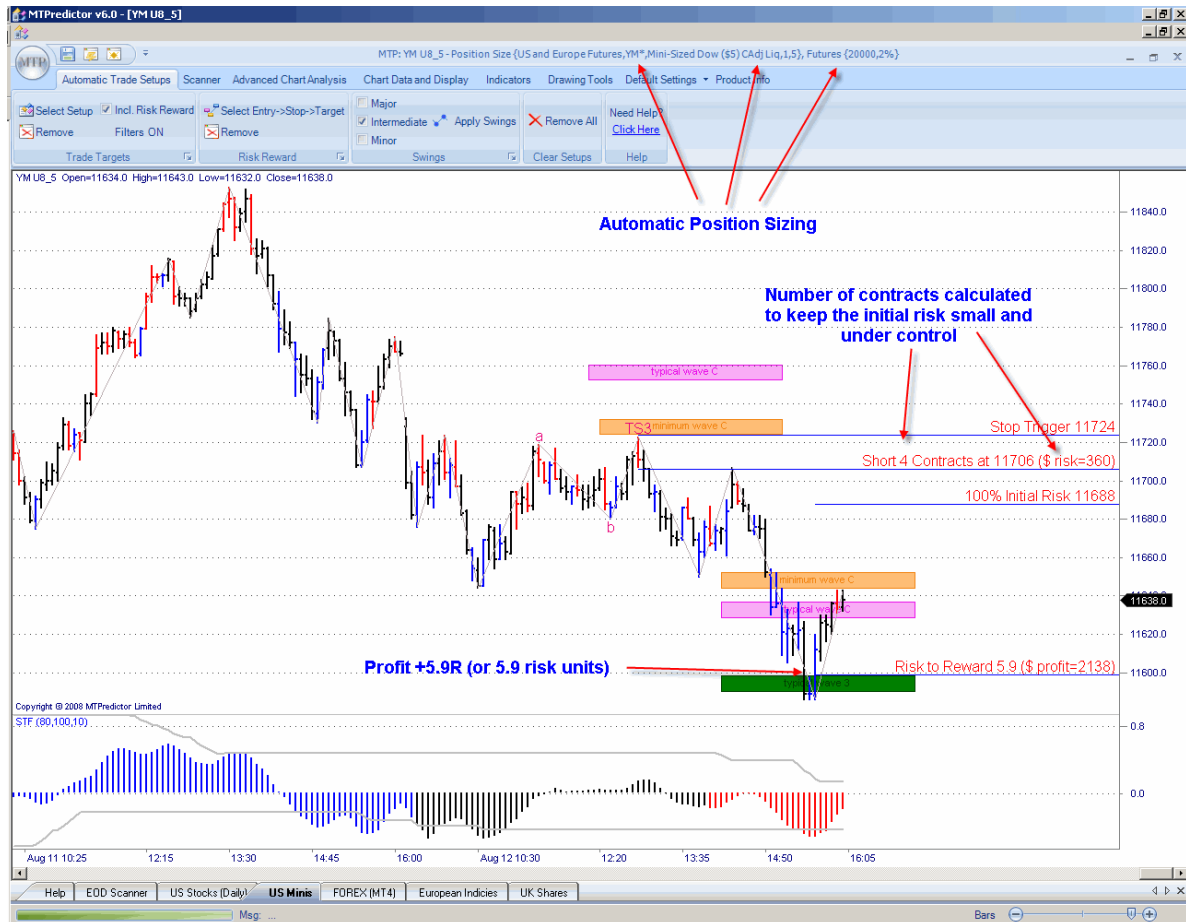 MTPredictor v6.0 - [YM U8_5]
MTP
MTP: YM U8_5 - Position Size {US and Europe Futures,YM*,Mini-Sized Dow ($5) CAdj Liq,1,5}, Futures {20000,2%}
Automatic Trade Setups Scanner Advanced Chart Analysis Chart Data and Display Indicators Drawing Tools Default Settings Product Info
Select Setup Incl. Risk Reward
Remove Filters ON
Trade Targets
Select Entry->Stop->Target
Remove
Risk Reward
Major
Intermediate Apply Swings
Minor
Swings
Remove All
Clear Setups
Need Help?
Click Here
Help
YM U8_5 Open=11634.0 High=11643.0 Low=11632.0 Close=11638.0
Automatic Position Sizing
Number of contracts calculated
to keep the initial risk small and
under control
typical wave C
TS3
minimum wave C
Stop Trigger 11724
Short 4 Contracts at 11706 ($ risk=360)
100% Initial Risk 11688
a
b
minimum wave C
typical wave C
Profit +5.9R (or 5.9 risk units)
Risk to Reward 5.9 ($ profit=2138)
typical wave 3
11840.0
11820.0
11800.0
11780.0
11760.0
11740.0
11720.0
11700.0
11680.0
11660.0
11638.0
11620.0
11600.0
Copyright @ 2008 MTPredictor Limited
STF (80,100,10)
0.8
0.0
Aug 11 10:25 12:15 13:30 14:45 16:00 Aug 12 10:30 12:20 13:35 14:50 16:05
Help EOD Scanner US Stocks (Daily) US Minis FOREX (MT4) European Indicies UK Shares
Msg: ...
Bars